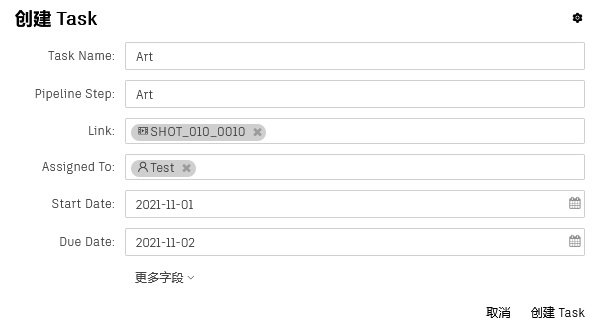 创建 Task
Task Name: Art
Pipeline Step: Art
Link: SHOT_010_0010
Assigned To: Test
Start Date: 2021-11-01
Due Date: 2021-11-02
更多字段
取消 创建 Task